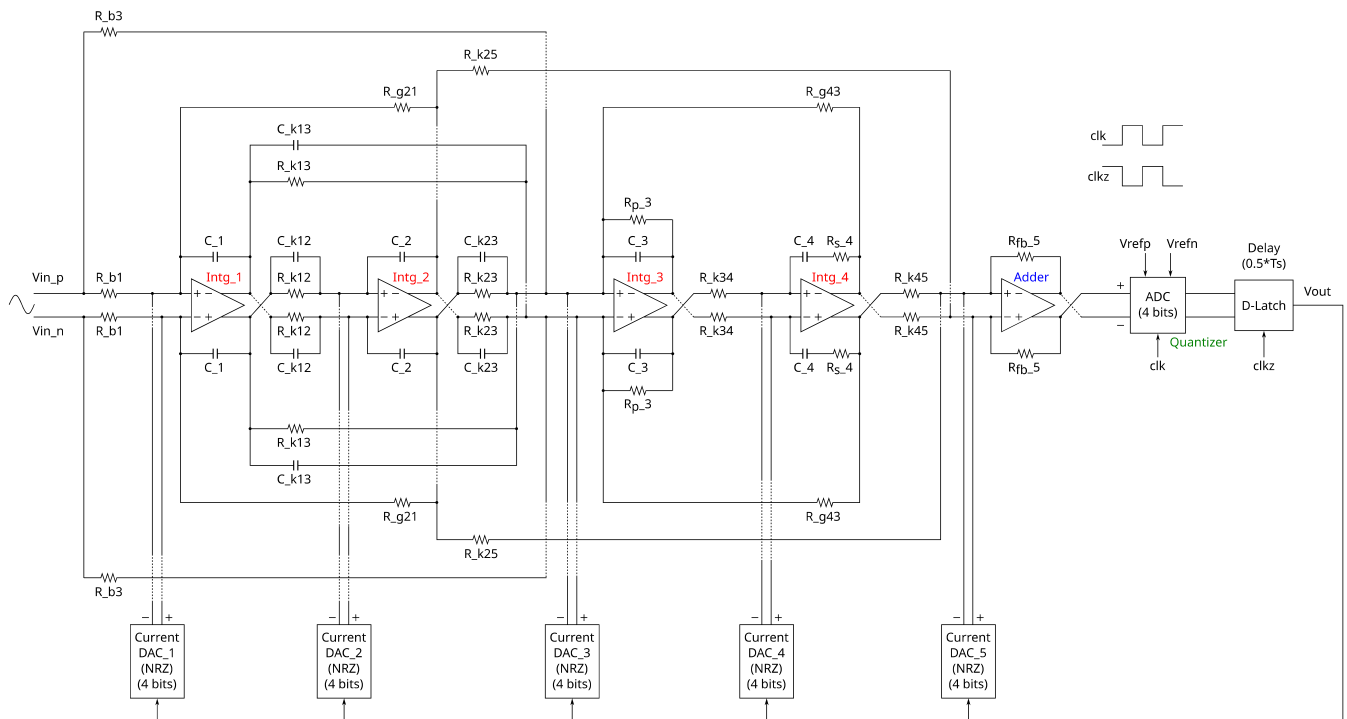 R_b3
R_k25
R_g21
R_g43
C_k13
clk
R_k13
clkz
Rp_3
C_1
C_k12
C_2
C_k23
C_3
C_4
Rs_4
Rfb_5
Vrefp
Vrefn
Delay
(0.5*Ts)
Vin_p
R_b1
Intg_1
R_k12
Intg_2
R_k23
Intg_3
R_k34
Intg_4
R_k45
Adder
+ −
+ −
+ −
+ −
+ −
+
ADC
(4 bits)
D-Latch
Vout
− +
− +
− +
− +
− +
−
Vin_n
R_b1
R_k12
R_k23
R_k34
R_k45
Quantizer
C_1
C_k12
C_2
C_k23
C_3
C_4
Rs_4
Rfb_5
clk
clkz
Rp_3
R_k13
C_k13
R_g21
R_g43
R_k25
R_b3
− +
− +
− +
− +
− +
Current
DAC_1
(NRZ)
(4 bits)
Current
DAC_2
(NRZ)
(4 bits)
Current
DAC_3
(NRZ)
(4 bits)
Current
DAC_4
(NRZ)
(4 bits)
Current
DAC_5
(NRZ)
(4 bits)